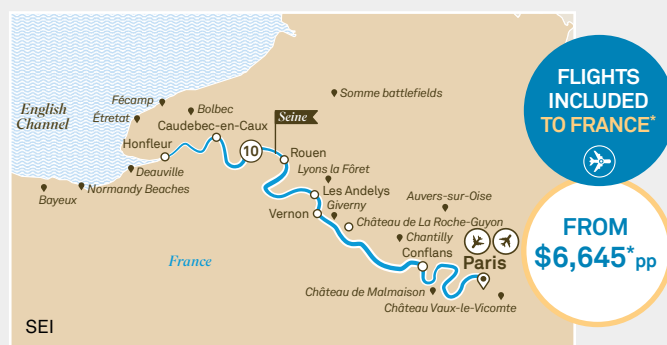 Fécamp
Bolbec
Somme battlefields
English
Channel
Étretat
Caudebec-en-Caux
Seine
Honfleur
10
Rouen
Lyons la Fôret
Deauville
Normandy Beaches
Bayeux
Les Andelys
Giverny
Auvers-sur-Oise
Vernon
Château de La Roche-Guyon
Chantilly
Paris
France
Conflans
Château de Malmaison
Château Vaux-le-Vicomte
SEI
FLIGHTS
INCLUDED
TO FRANCE*
FROM
$6,645*pp